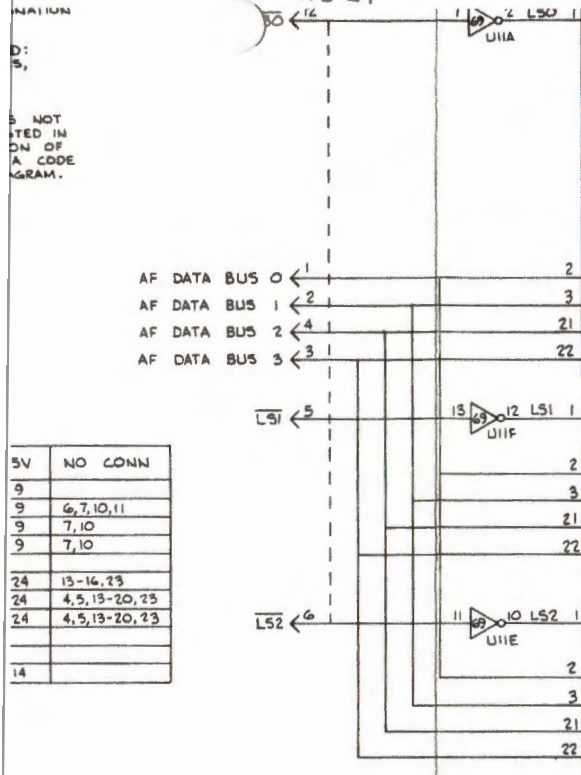 D:
S,
NOT
TED IN
ON OF
A CODE
GRAM.
12
1 69 2 LS0 1
U11A
AF DATA BUS 0 1 2
AF DATA BUS 1 2 3
AF DATA BUS 2 4 21
AF DATA BUS 3 3 22
LS1 5 13 69 12 LS1 1
U11F
2
3
21
22
5V NO CONN
9
9 6,7,10,11
9 7,10
9 7,10
24 13-16,23
24 4,5,13-20,23
24 4,5,13-20,23
14
LS2 6 11 69 10 LS2 1
U11E
2
3
21
22